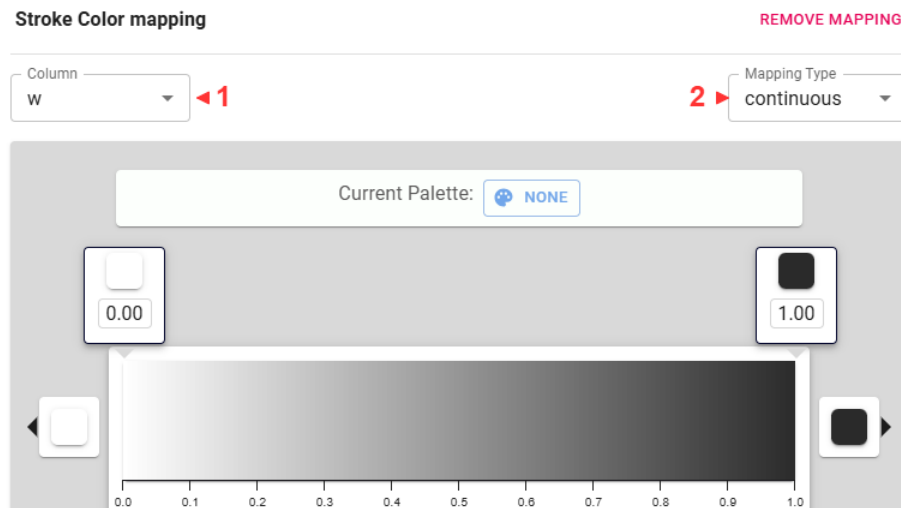 Stroke Color mapping REMOVE MAPPING
Column Mapping Type
w 1 2 continuous
Current Palette: NONE
0.00 1.00
0.0 0.1 0.2 0.3 0.4 0.5 0.6 0.7 0.8 0.9 1.0